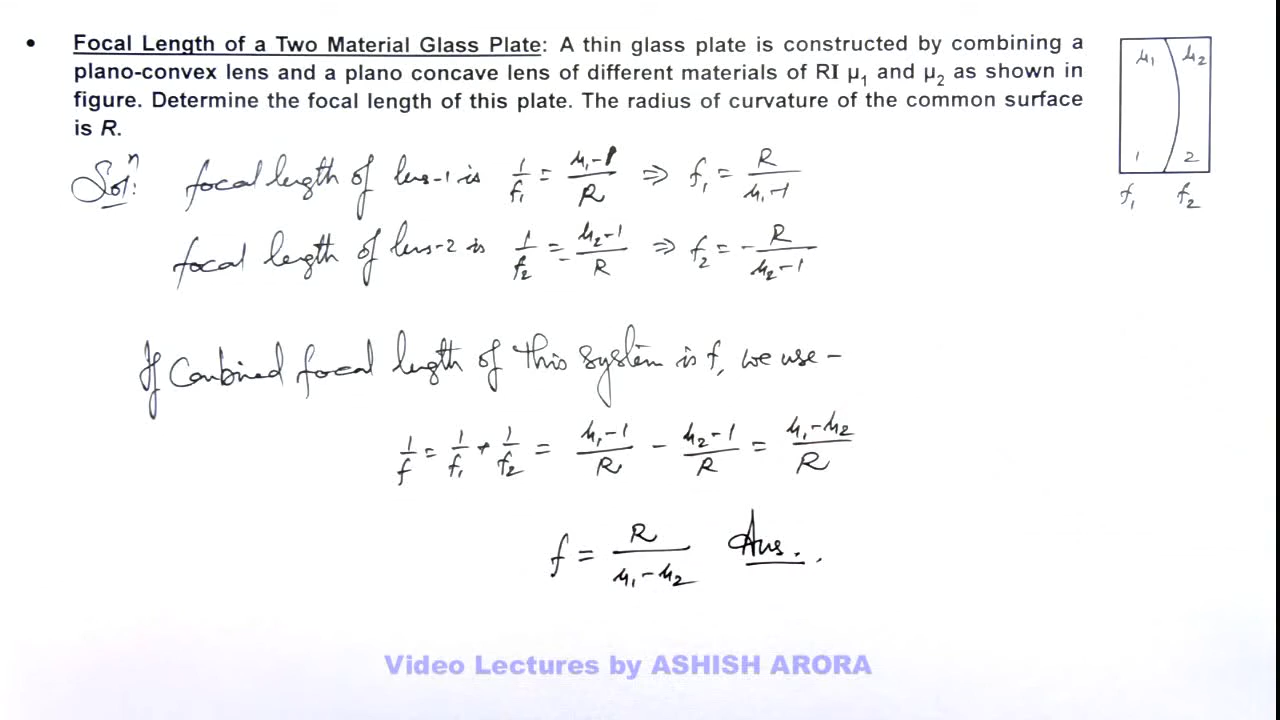 • Focal Length of a Two Material Glass Plate: A thin glass plate is constructed by combining a
plano-convex lens and a plano concave lens of different materials of RI μ₁ and μ₂ as shown in
figure. Determine the focal length of this plate. The radius of curvature of the common surface
is R.
μ₁ μ₂
1 2
f₁ f₂
Solⁿ: focal length of lens-1 is 1/f₁ = μ₁-1/R ⇒ f₁ = R/μ₁-1
focal length of lens-2 is 1/f₂ = -μ₂-1/R ⇒ f₂ = -R/μ₂-1
If Combined focal length of this system is f, we use -
1/f = 1/f₁ + 1/f₂ = μ₁-1/R - μ₂-1/R = μ₁-μ₂/R
f = R/μ₁-μ₂ Ans..
Video Lectures by ASHISH ARORA